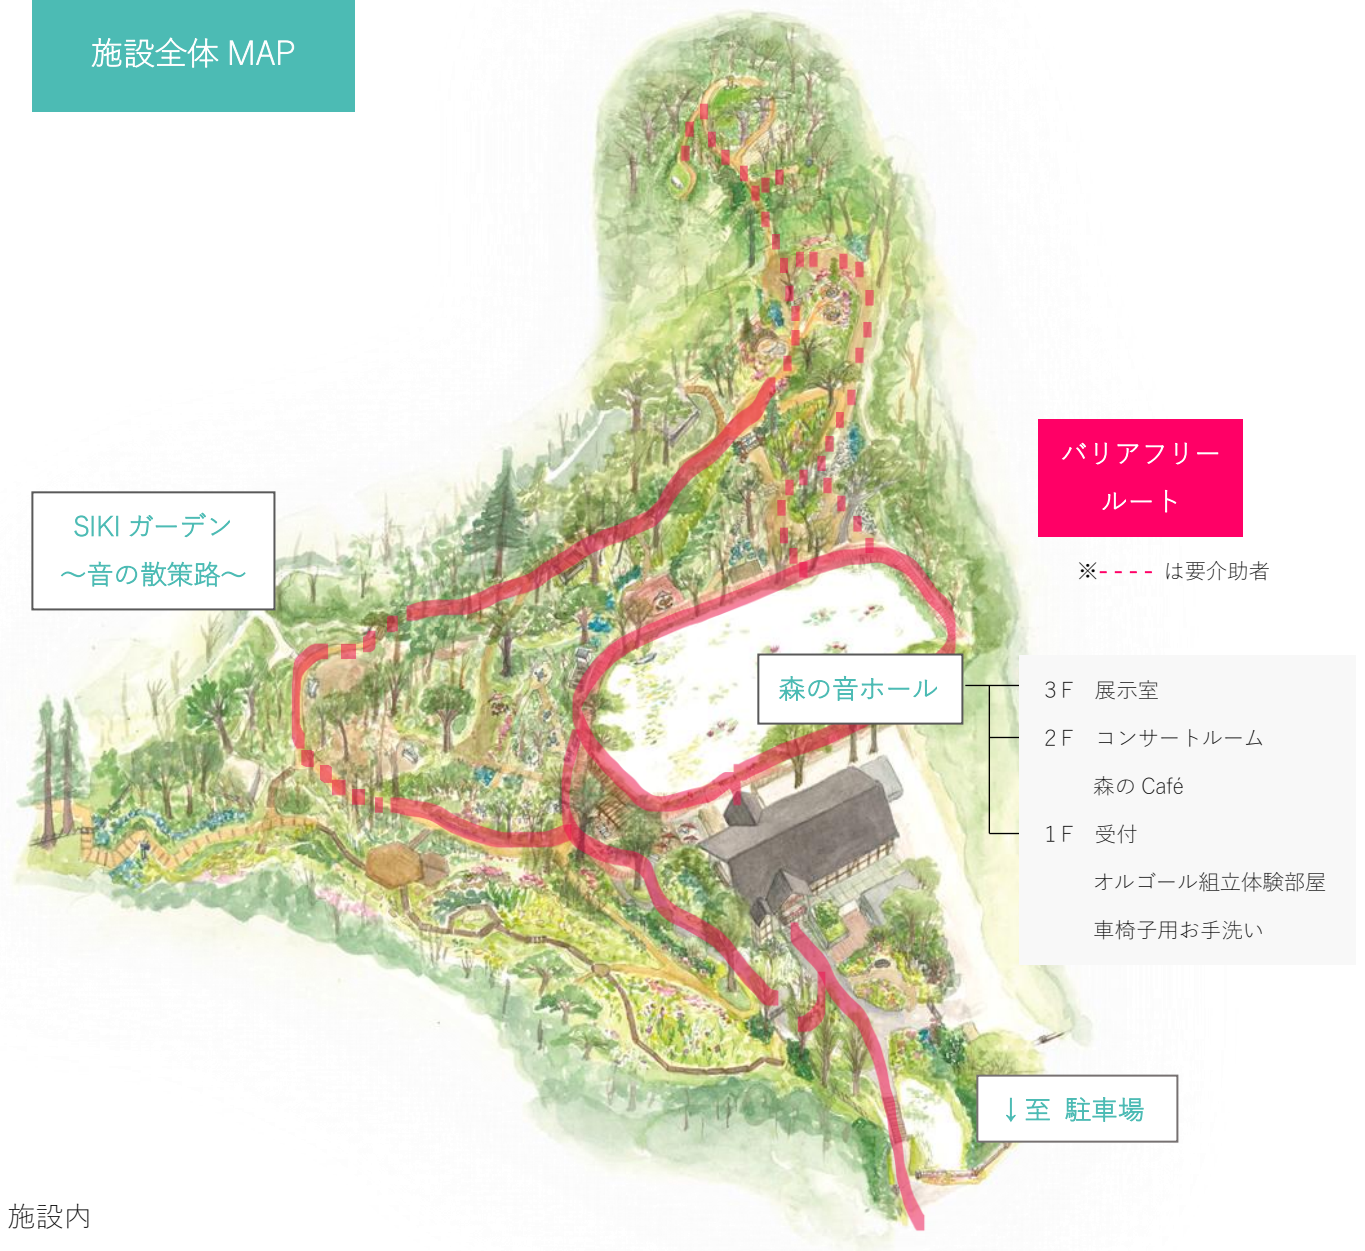 施設全体 MAP
バリアフリー
ルート
※---- は要介助者
SIKI ガーデン
～音の散策路～
森の音ホール
3F 展示室
2F コンサートルーム
森の Café
1F 受付
オルゴール組立体験部屋
車椅子用お手洗い
↓至 駐車場
施設内